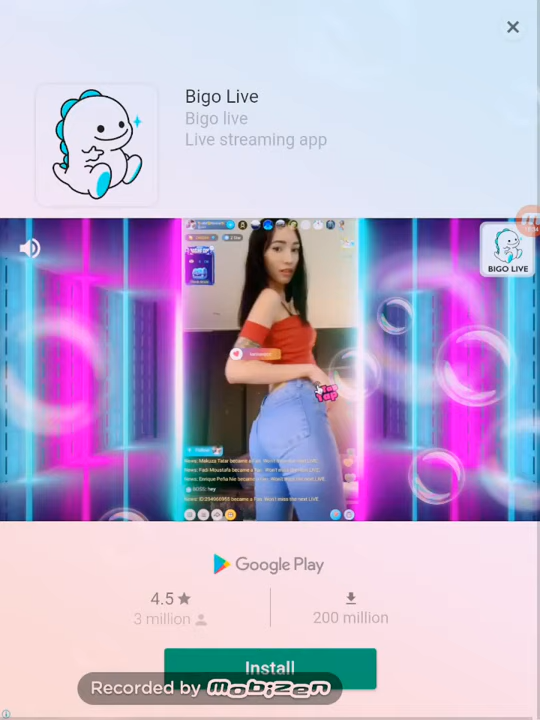 Bigo Live
Bigo live
Live streaming app
BIGO LIVE
Google Play
4.5
3 million
200 million
Install
Recorded by Mobizen